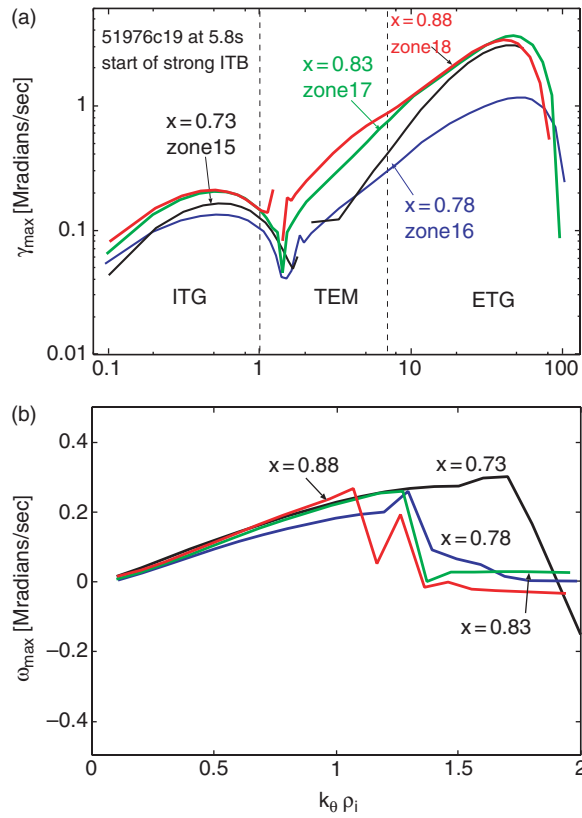 (a)
51976c19 at 5.8s
start of strong ITB
x=0.88
zone18
x=0.83
zone17
x=0.73
zone15
x=0.78
zone16
ITG
TEM
ETG
γmax [Mradians/sec]
1
0.1
0.01
0.1
1
10
100
(b)
x=0.88
x=0.73
x=0.78
x=0.83
ωmax [Mradians/sec]
0.4
0.2
0
−0.2
−0.4
0
0.5
1
1.5
2
kθ ρi